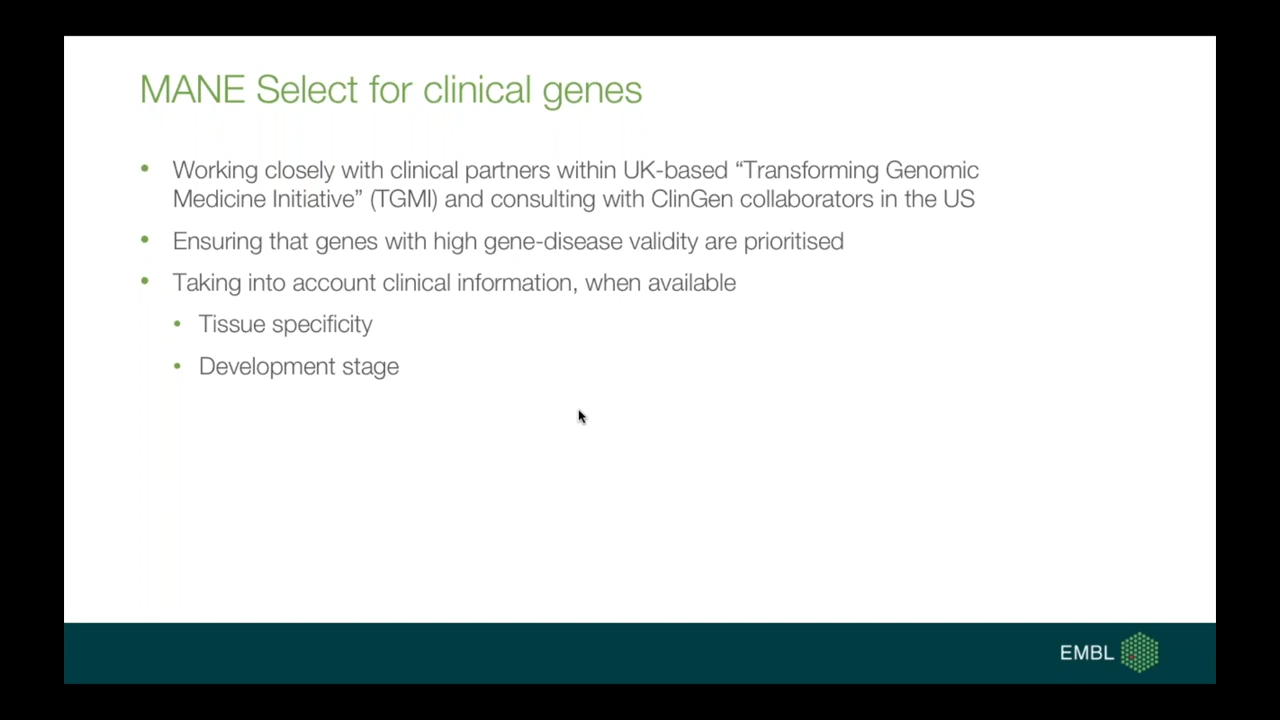 MANE Select for clinical genes
• Working closely with clinical partners within UK-based “Transforming Genomic
Medicine Initiative” (TGMI) and consulting with ClinGen collaborators in the US
• Ensuring that genes with high gene-disease validity are prioritised
• Taking into account clinical information, when available
• Tissue specificity
• Development stage
EMBL